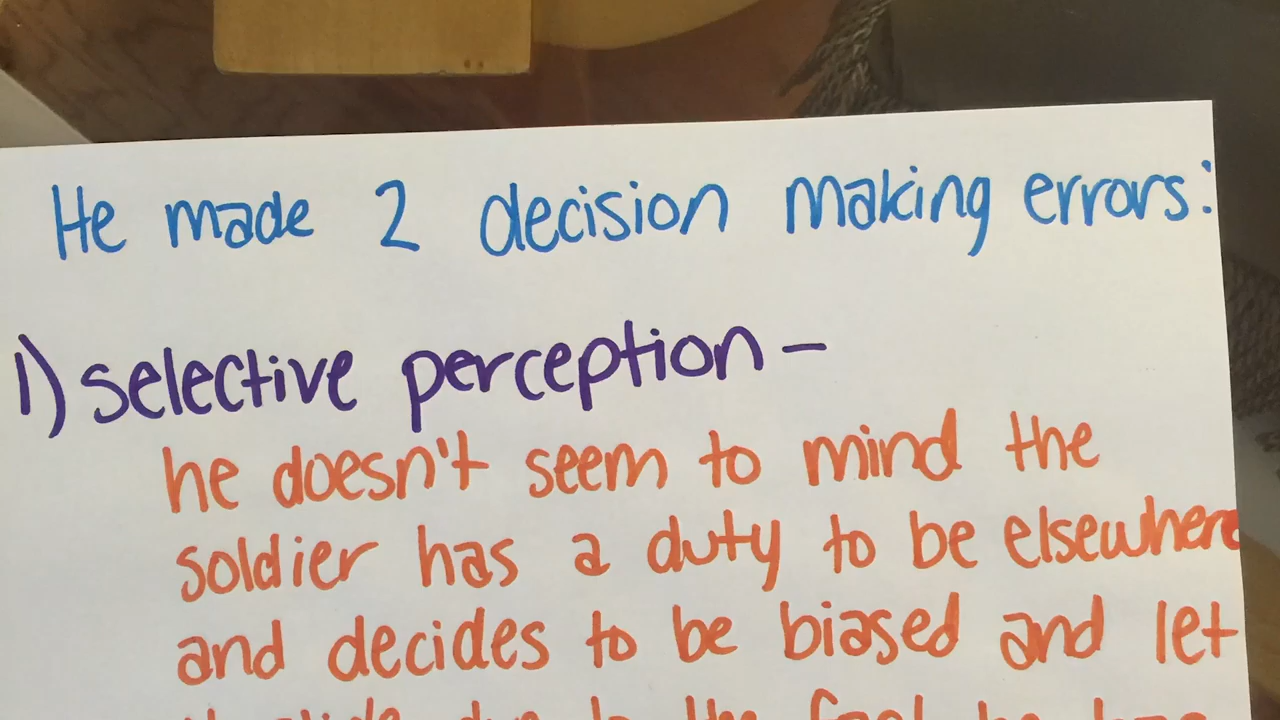 He made 2 decision making errors:
1) selective perception -
he doesn't seem to mind the
soldier has a duty to be elsewhere
and decides to be biased and let